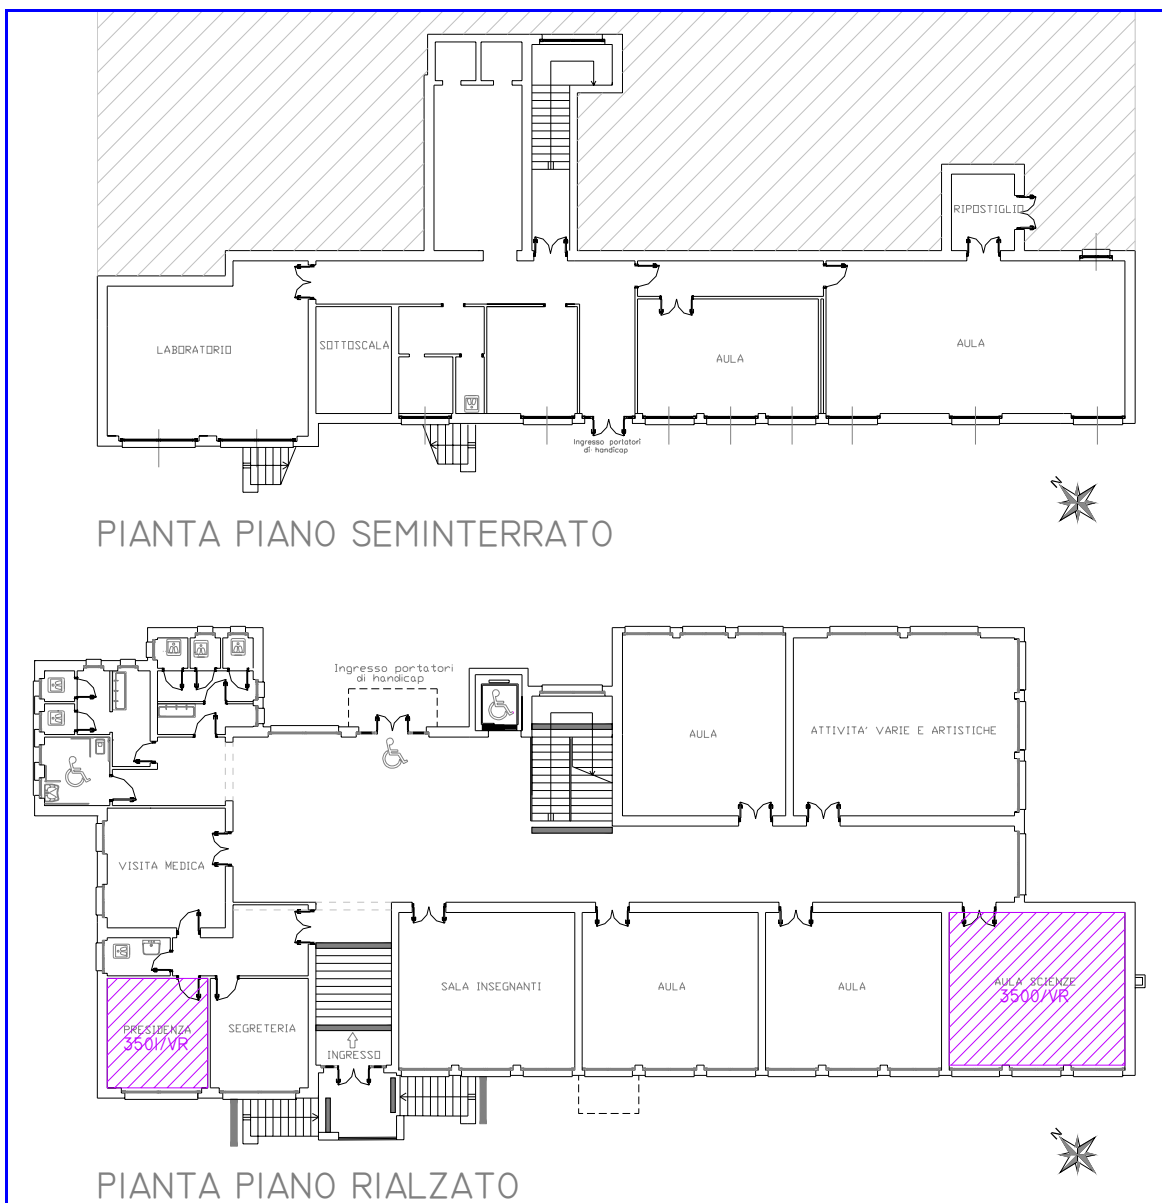 RIPOSTIGLIO
LABORATORIO
SOTTOSCALA
AULA
AULA
Ingresso portatori
di handicap
N
PIANTA PIANO SEMINTERRATO
Ingresso portatori
di handicap
AULA
ATTIVITA' VARIE E ARTISTICHE
VISITA MEDICA
SALA INSEGNANTI
AULA
AULA
AULA SCIENZE
3500/VR
PRESIDENZA
3501/VR
SEGRETERIA
INGRESSO
N
PIANTA PIANO RIALZATO